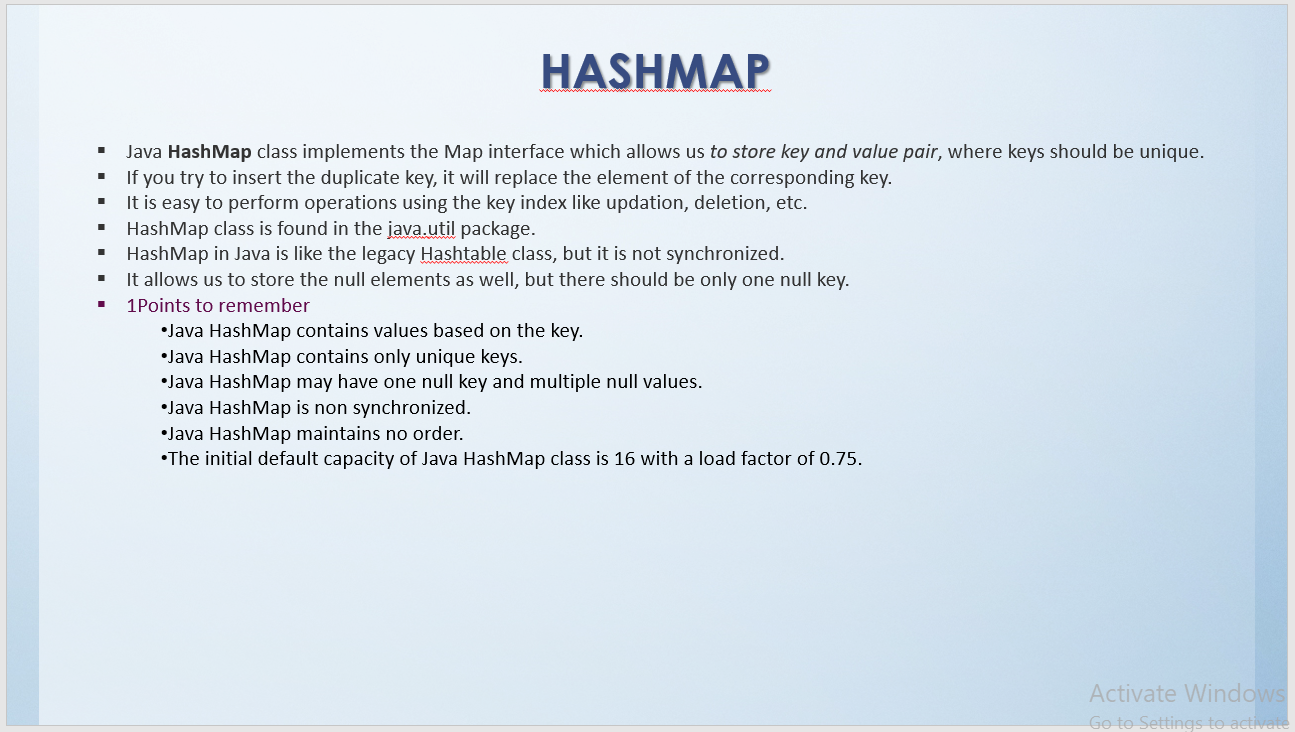 HASHMAP
▪ Java HashMap class implements the Map interface which allows us to store key and value pair, where keys should be unique.
▪ If you try to insert the duplicate key, it will replace the element of the corresponding key.
▪ It is easy to perform operations using the key index like updation, deletion, etc.
▪ HashMap class is found in the java.util package.
▪ HashMap in Java is like the legacy Hashtable class, but it is not synchronized.
▪ It allows us to store the null elements as well, but there should be only one null key.
▪ 1Points to remember
•Java HashMap contains values based on the key.
•Java HashMap contains only unique keys.
•Java HashMap may have one null key and multiple null values.
•Java HashMap is non synchronized.
•Java HashMap maintains no order.
•The initial default capacity of Java HashMap class is 16 with a load factor of 0.75.
Activate Windows
Go to Settings to activate